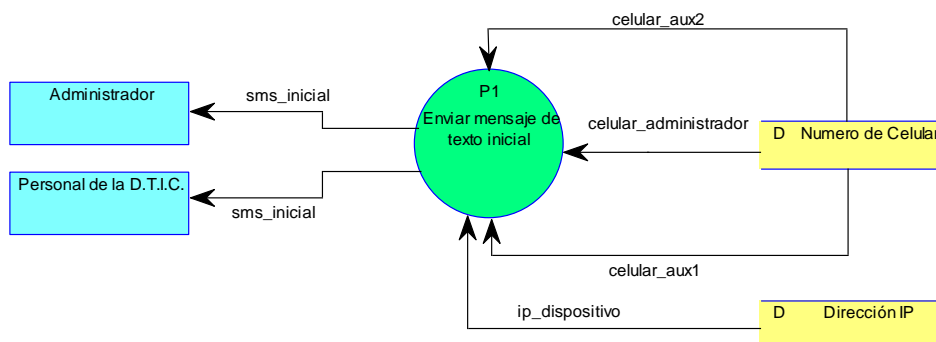 celular_aux2
P1
Enviar mensaje de
texto inicial
Administrador
sms_inicial
celular_administrador
D Numero de Celular
Personal de la D.T.I.C.
sms_inicial
celular_aux1
ip_dispositivo
D Dirección IP